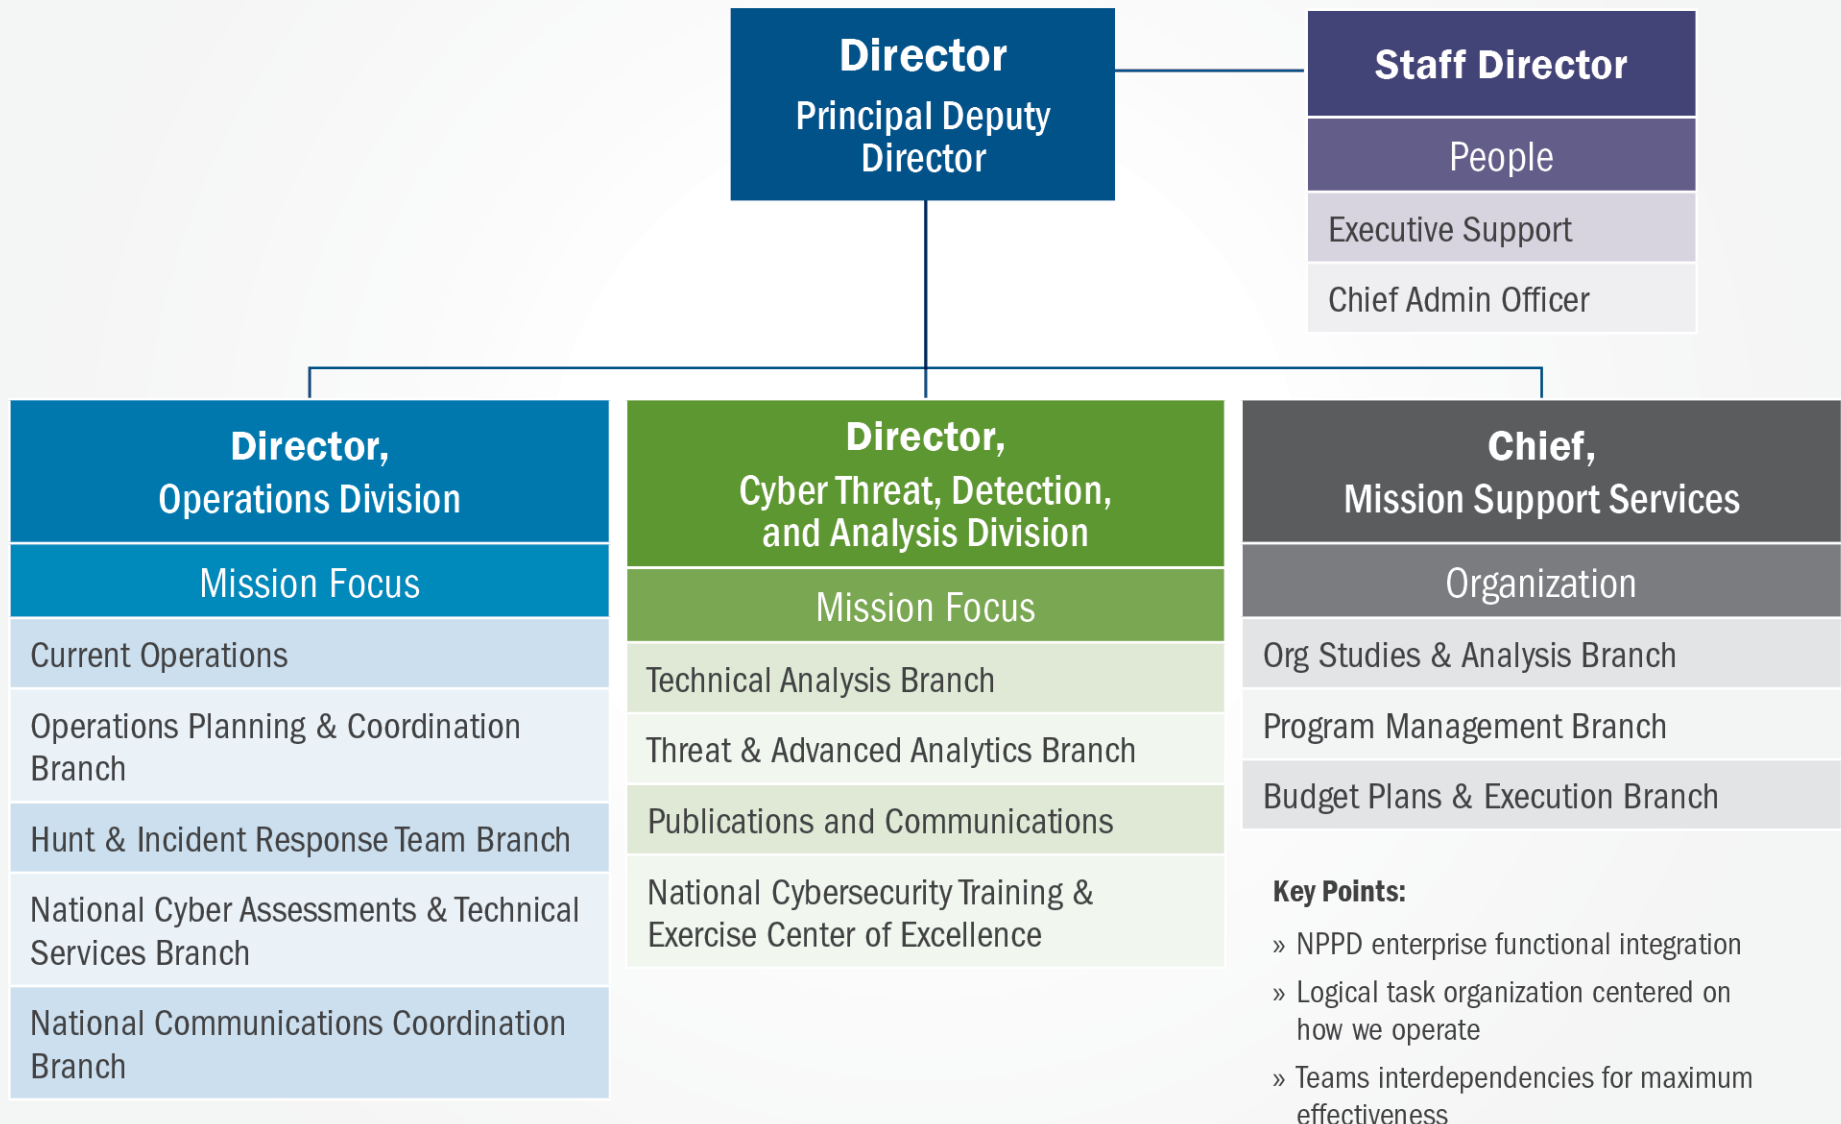 Director
Principal Deputy
Director
Staff Director
People
Executive Support
Chief Admin Officer
Director,
Operations Division
Mission Focus
Current Operations
Operations Planning & Coordination
Branch
Hunt & Incident Response Team Branch
National Cyber Assessments & Technical
Services Branch
National Communications Coordination
Branch
Director,
Cyber Threat, Detection,
and Analysis Division
Mission Focus
Technical Analysis Branch
Threat & Advanced Analytics Branch
Publications and Communications
National Cybersecurity Training &
Exercise Center of Excellence
Chief,
Mission Support Services
Organization
Org Studies & Analysis Branch
Program Management Branch
Budget Plans & Execution Branch
Key Points:
» NPPD enterprise functional integration
» Logical task organization centered on
how we operate
» Teams interdependencies for maximum
effectiveness